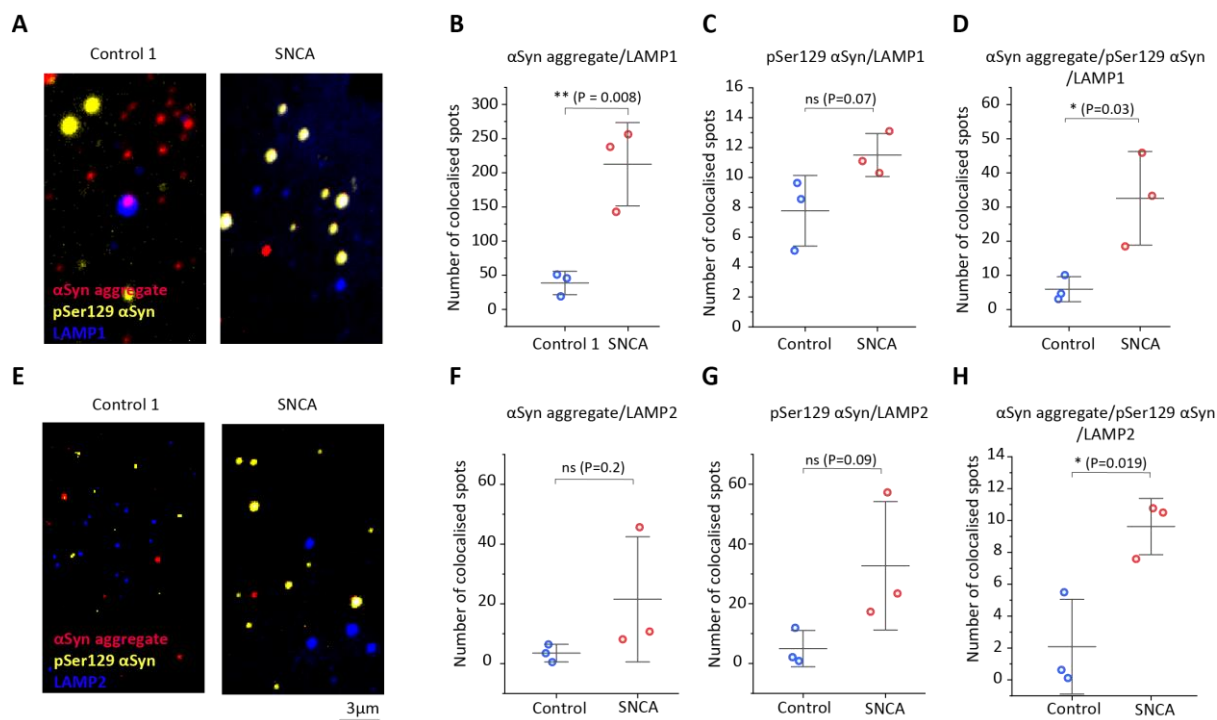 A
Control 1
SNCA
αSyn aggregate
pSer129 αSyn
LAMP1
B
αSyn aggregate/LAMP1
** (P = 0.008)
Number of colocalised spots
300
250
200
150
100
50
0
Control 1 SNCA
C
pSer129 αSyn/LAMP1
ns (P=0.07)
Number of colocalised spots
16
14
12
10
8
6
4
2
0
Control SNCA
D
αSyn aggregate/pSer129 αSyn
/LAMP1
* (P=0.03)
Number of colocalised spots
60
50
40
30
20
10
0
Control SNCA
E
Control 1
SNCA
αSyn aggregate
pSer129 αSyn
LAMP2
3μm
F
αSyn aggregate/LAMP2
ns (P=0.2)
Number of colocalised spots
60
40
20
0
Control SNCA
G
pSer129 αSyn/LAMP2
ns (P=0.09)
Number of colocalised spots
60
40
20
0
Control SNCA
H
αSyn aggregate/pSer129 αSyn
/LAMP2
* (P=0.019)
Number of colocalised spots
14
12
10
8
6
4
2
0
Control SNCA